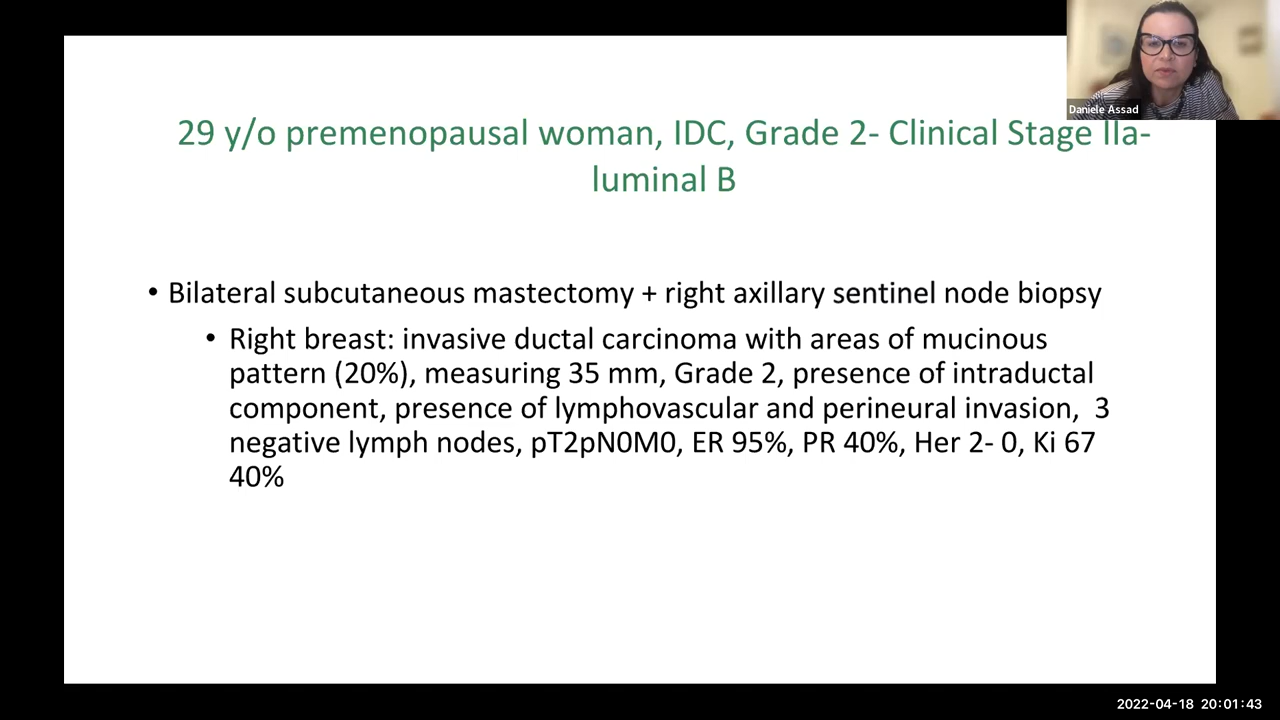 Daniele Assad
29 y/o premenopausal woman, IDC, Grade 2- Clinical Stage IIa-
luminal B
• Bilateral subcutaneous mastectomy + right axillary sentinel node biopsy
• Right breast: invasive ductal carcinoma with areas of mucinous
pattern (20%), measuring 35 mm, Grade 2, presence of intraductal
component, presence of lymphovascular and perineural invasion, 3
negative lymph nodes, pT2pN0M0, ER 95%, PR 40%, Her 2- 0, Ki 67
40%
2022-04-18 20:01:43